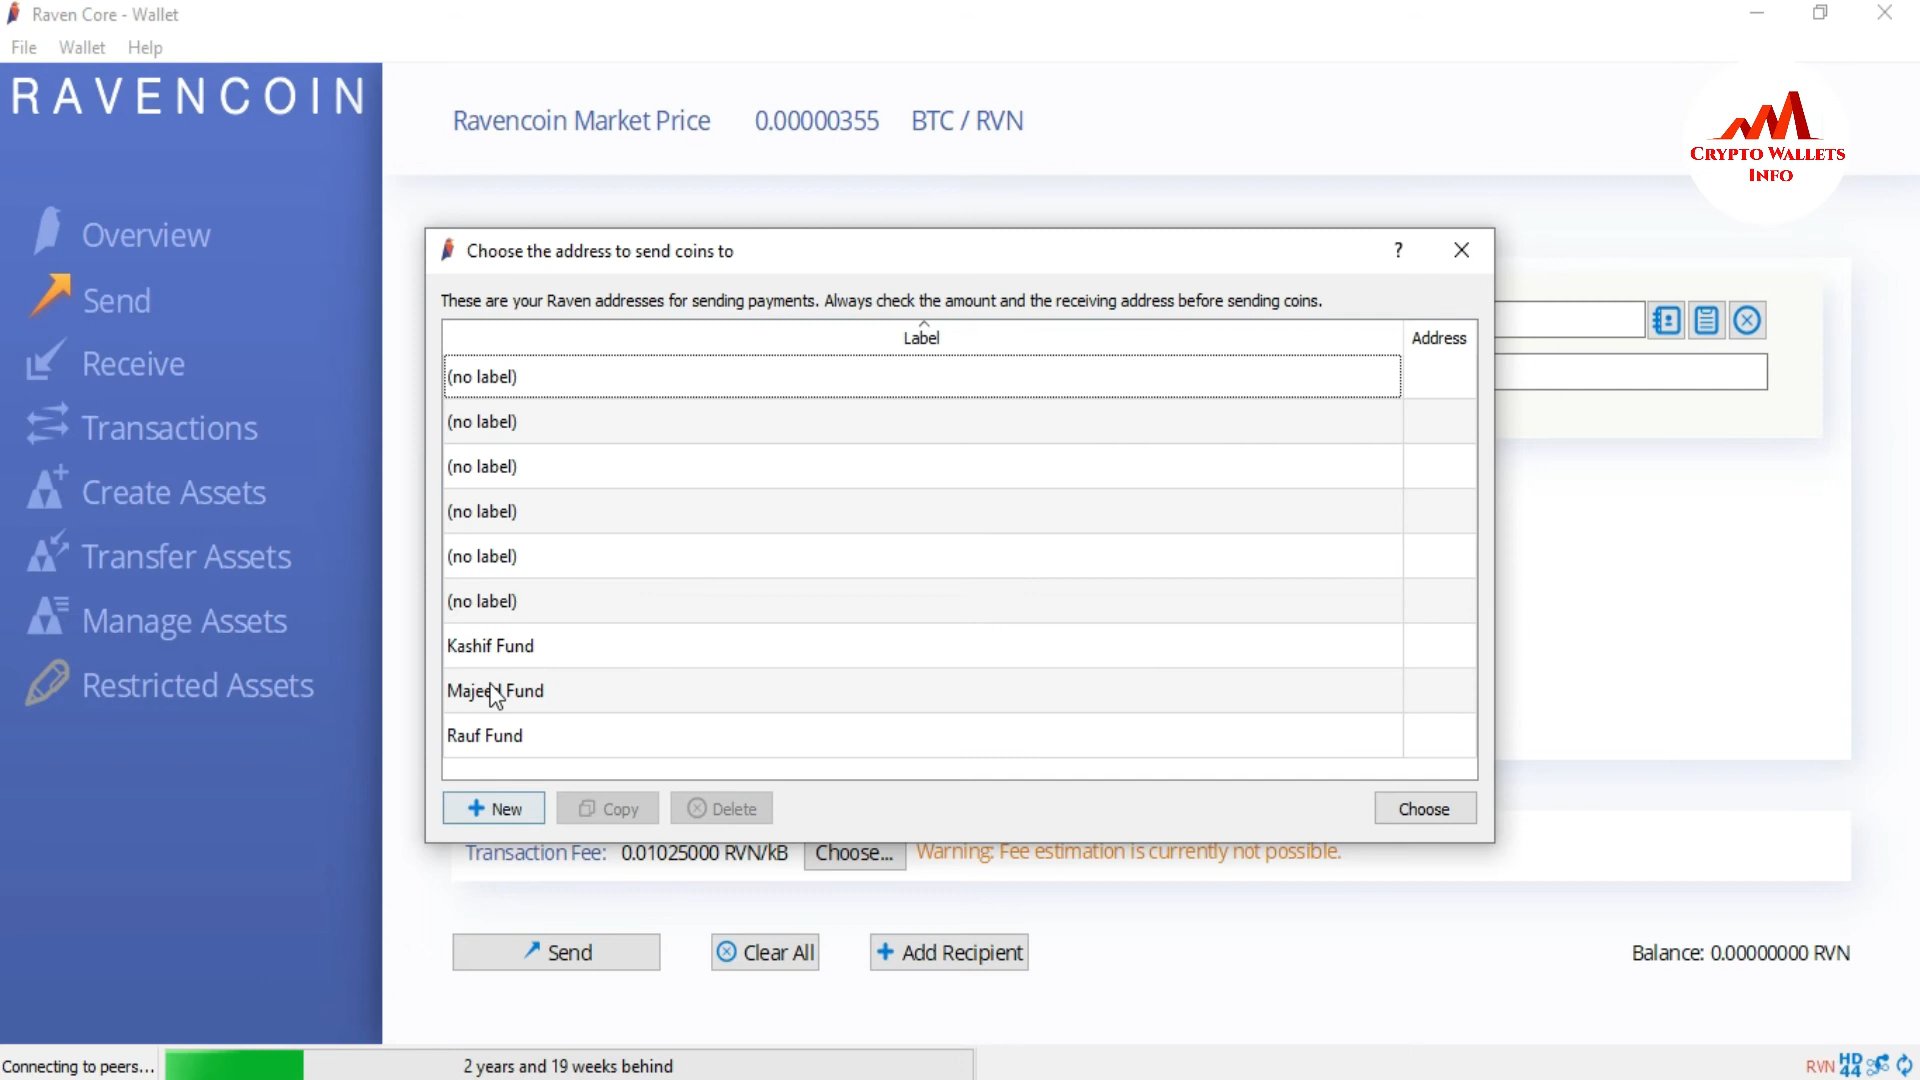 Raven Core - Wallet
File Wallet Help
RAVENCOIN
Ravencoin Market Price 0.00000355 BTC / RVN
CRYPTO WALLETS
INFO
Overview
Send
Receive
Transactions
Create Assets
Transfer Assets
Manage Assets
Restricted Assets
Choose the address to send coins to
?
These are your Raven addresses for sending payments. Always check the amount and the receiving address before sending coins.
Label Address
(no label)
(no label)
(no label)
(no label)
(no label)
(no label)
Kashif Fund
Majeed Fund
Rauf Fund
New Copy Delete Choose
Transaction Fee: 0.01025000 RVN/kB Choose... Warning: Fee estimation is currently not possible.
Send Clear All Add Recipient Balance: 0.00000000 RVN
Connecting to peers... 2 years and 19 weeks behind RVN HD 44